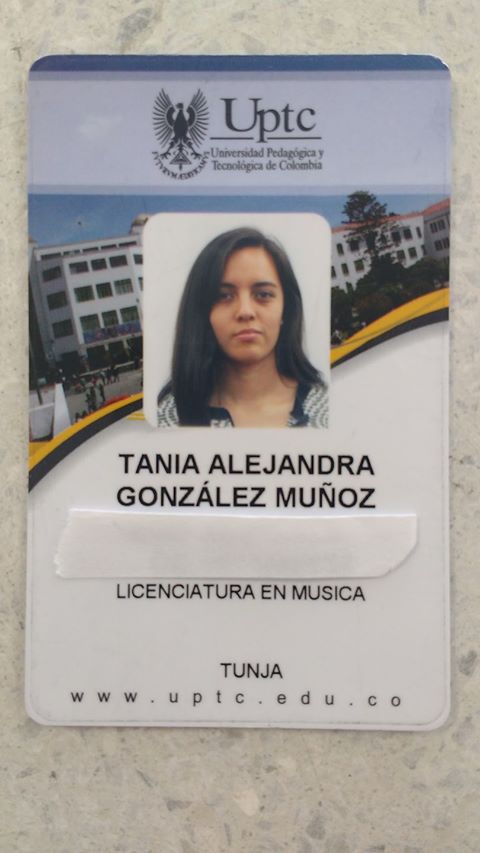 Uptc
Universidad Pedagógica y
Tecnológica de Colombia
TANIA ALEJANDRA
GONZÁLEZ MUÑOZ
LICENCIATURA EN MUSICA
TUNJA
www.uptc.edu.co